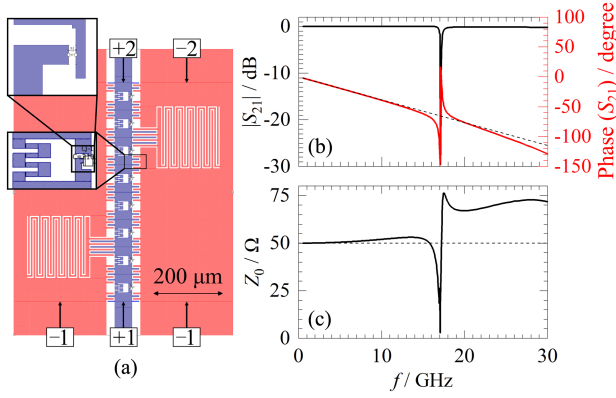 +2
−2
200 μm
−1
+1
−1
(a)
0
-10
-20
-30
|S21| / dB
(b)
100
50
0
-50
-100
-150
Phase (S21) / degree
75
50
25
0
Z0 / Ω
(c)
0
10
20
30
f / GHz